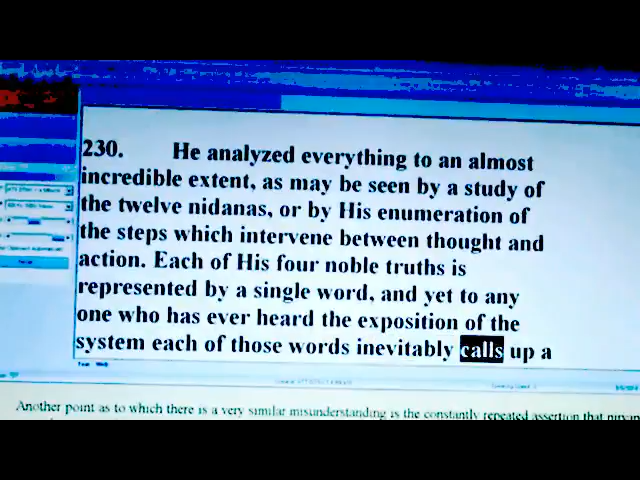 230. He analyzed everything to an almost
incredible extent, as may be seen by a study of
the twelve nidanas, or by His enumeration of
the steps which intervene between thought and
action. Each of His four noble truths is
represented by a single word, and yet to any
one who has ever heard the exposition of the
system each of those words inevitably calls up a
Another point as to which there is a very similar misunderstanding is the constantly repeated assertion that